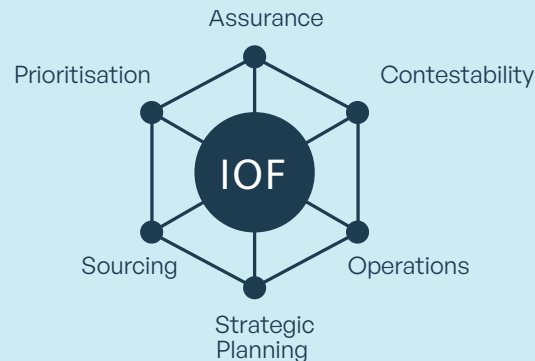 Assurance
Prioritisation
Contestability
IOF
Sourcing
Operations
Strategic
Planning